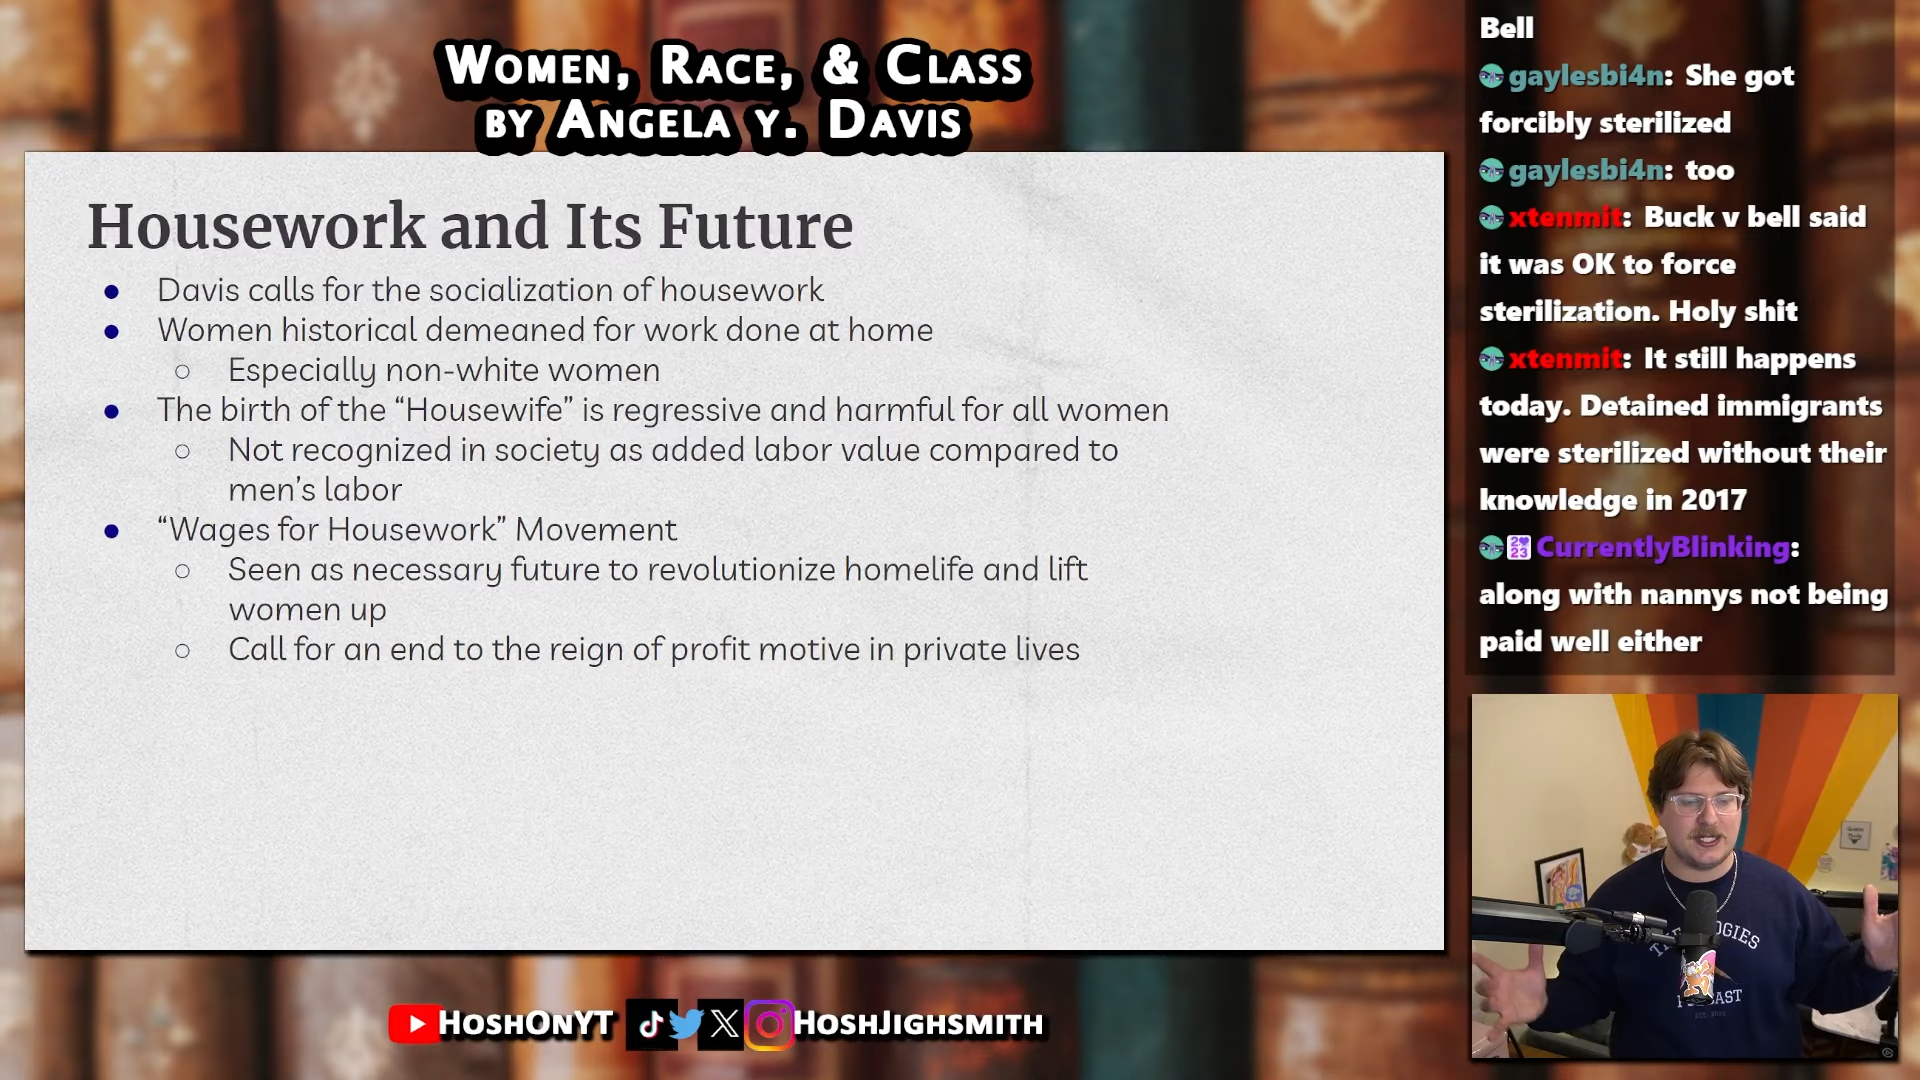 Women, Race, & Class
by Angela Y. Davis
Housework and Its Future
● Davis calls for the socialization of housework
● Women historical demeaned for work done at home
○ Especially non-white women
● The birth of the “Housewife” is regressive and harmful for all women
○ Not recognized in society as added labor value compared to
men’s labor
● “Wages for Housework” Movement
○ Seen as necessary future to revolutionize homelife and lift
women up
○ Call for an end to the reign of profit motive in private lives
Bell
gaylesbi4n: She got
forcibly sterilized
gaylesbi4n: too
xtenmit: Buck v bell said
it was OK to force
sterilization. Holy shit
xtenmit: It still happens
today. Detained immigrants
were sterilized without their
knowledge in 2017
CurrentlyBlinking:
along with nannys not being
paid well either
HoshOnYT
HoshJighsmith